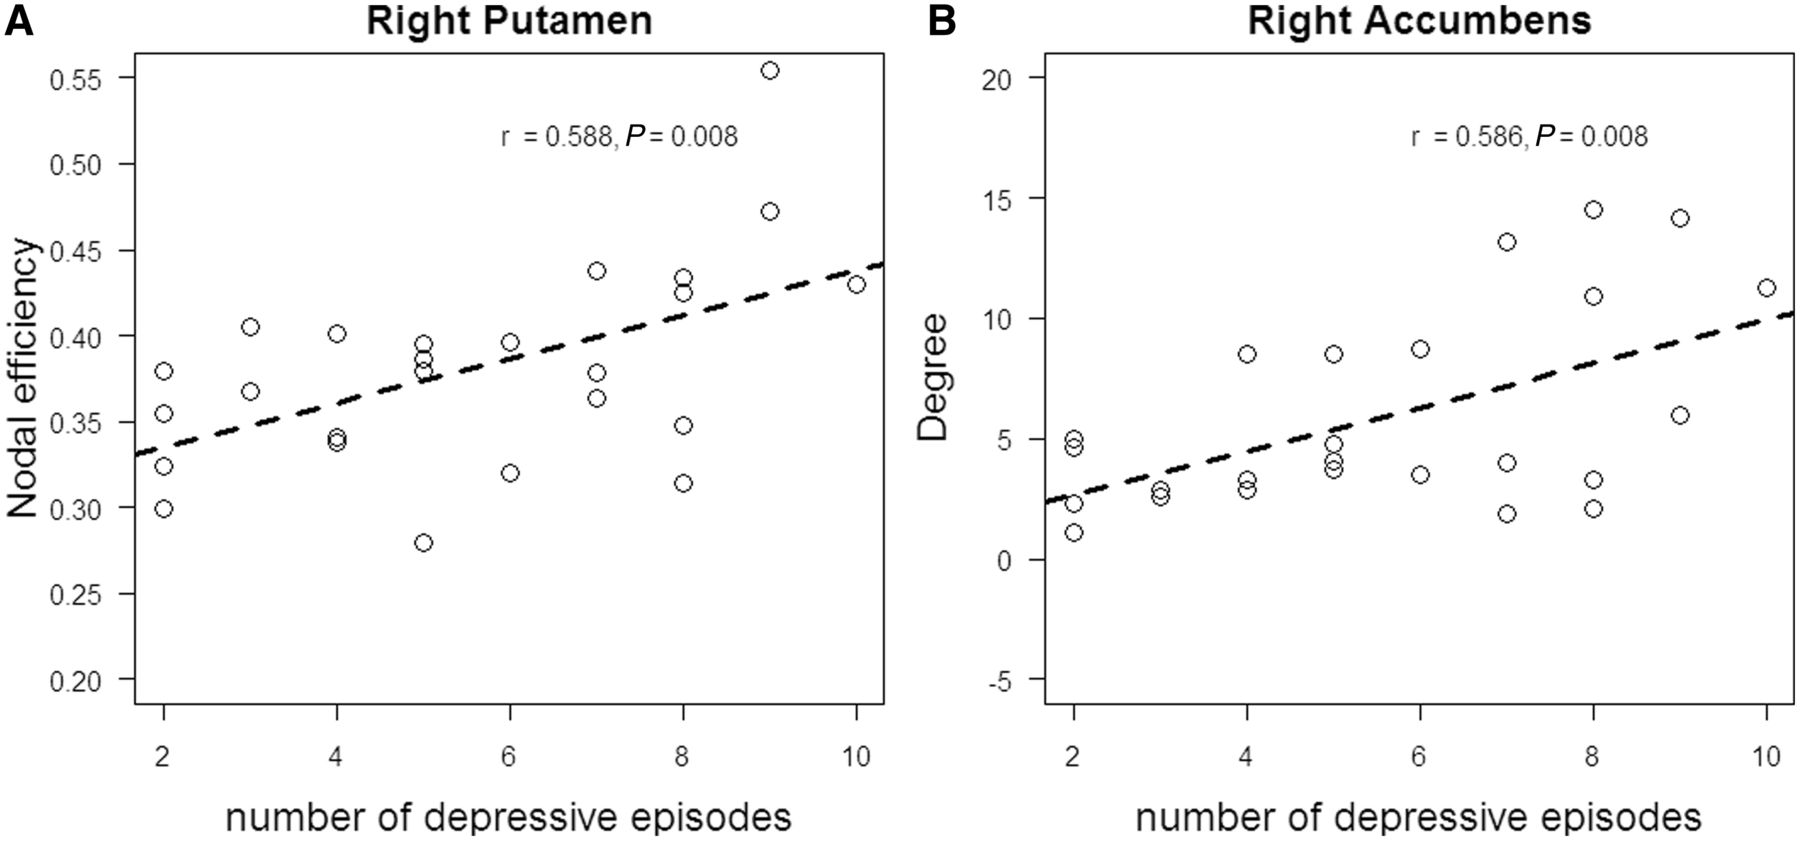 A
Right Putamen
Nodal efficiency
0.55
0.50
0.45
0.40
0.35
0.30
0.25
0.20
r = 0.588, P = 0.008
2 4 6 8 10
number of depressive episodes
B
Right Accumbens
Degree
20
15
10
5
0
-5
r = 0.586, P = 0.008
2 4 6 8 10
number of depressive episodes